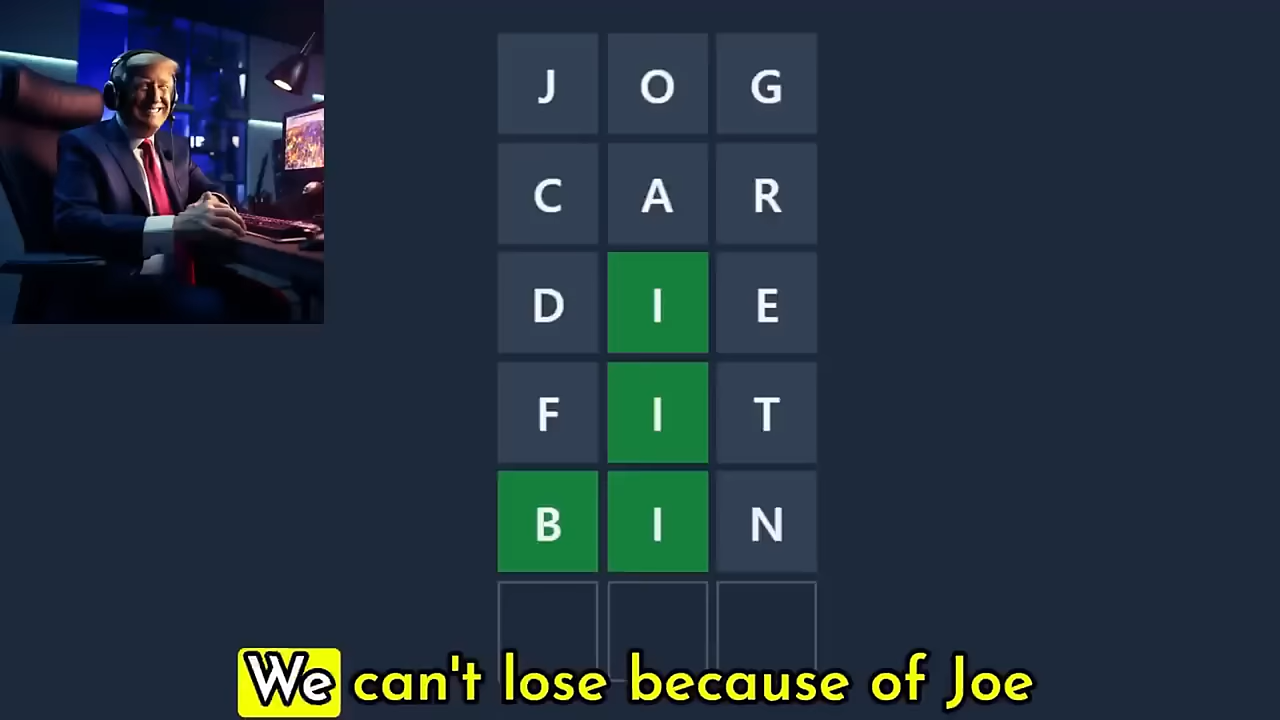 J O G
C A R
D I E
F I T
B I N
We can't lose because of Joe